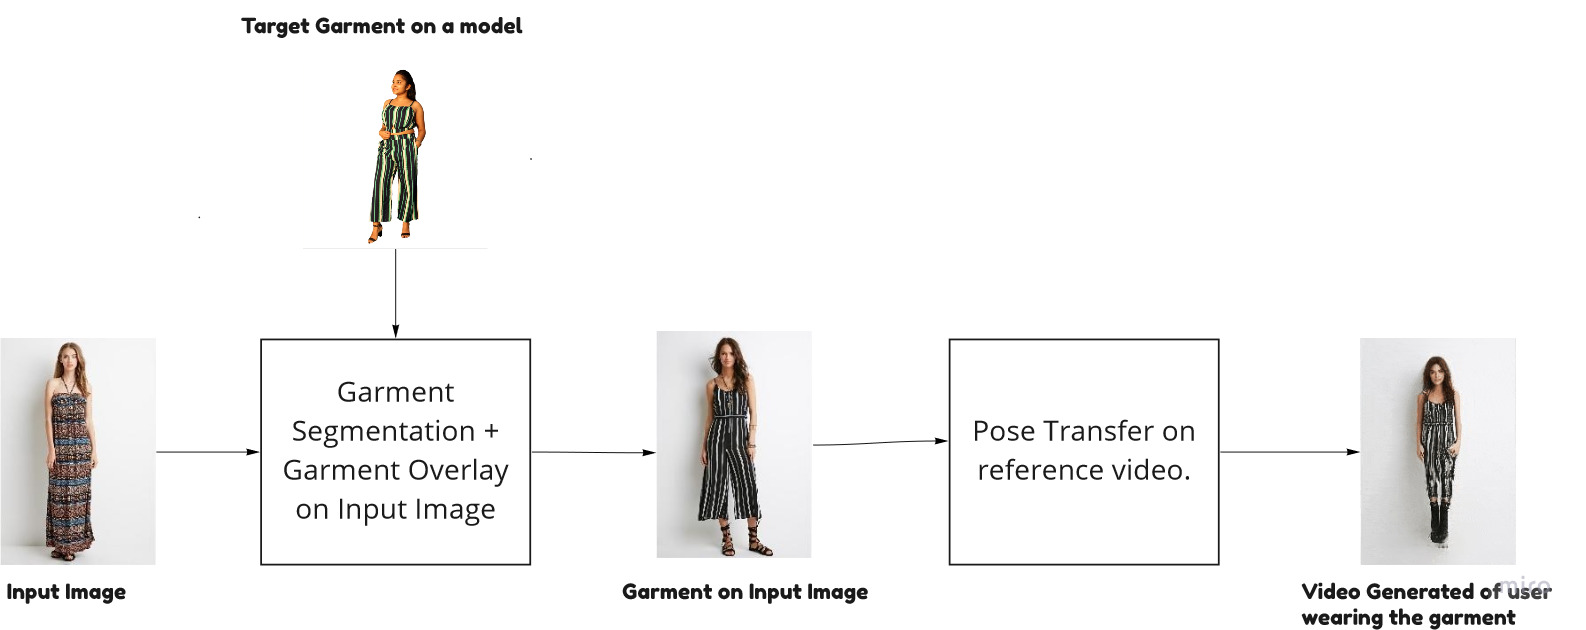 Target Garment on a model
Garment
Segmentation +
Garment Overlay
on Input Image
Pose Transfer on
reference video.
Input Image
Garment on Input Image
Video Generated of user
wearing the garment
miro